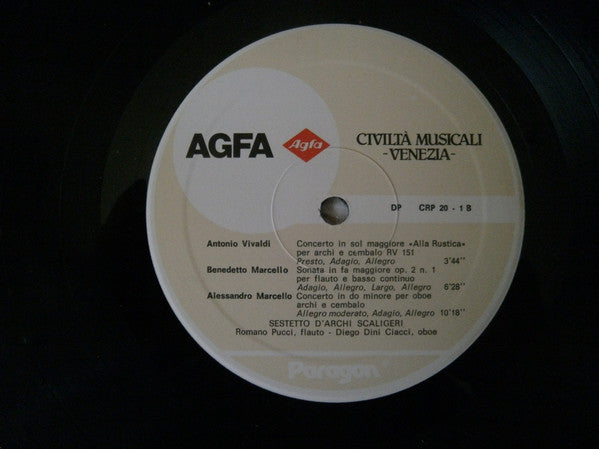 AGFA Agfa CIVILTÀ MUSICALI
-VENEZIA-
DP CRP 20 - 1 B
Antonio Vivaldi Concerto in sol maggiore «Alla Rustica»
per archi e cembalo RV 151
Presto, Adagio, Allegro 3'44''
Benedetto Marcello Sonata in fa maggiore op. 2 n. 1
per flauto e basso continuo
Adagio, Allegro, Largo, Allegro 6'28''
Alessandro Marcello Concerto in do minore per oboe
archi e cembalo
Allegro moderato, Adagio, Allegro 10'18''
SESTETTO D'ARCHI SCALIGERI
Romano Pucci, flauto - Diego Dini Ciacci, oboe
Paragon